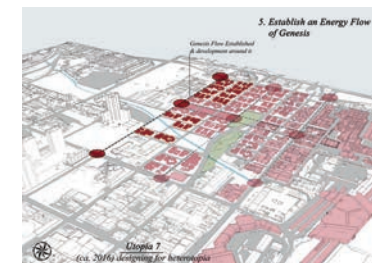 5. Establish an Energy Flow
of Genesis
Genesis Flow Established
& development around it
Utopia 7
(ca. 2016) designing for heterotopia